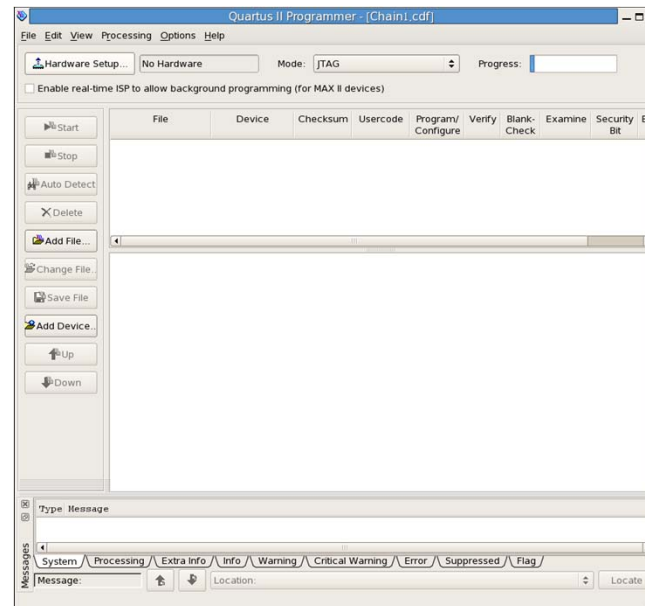 Quartus II Programmer - [Chain1.cdf]
File Edit View Processing Options Help
Hardware Setup... No Hardware Mode: JTAG Progress:
Enable real-time ISP to allow background programming (for MAX II devices)
File Device Checksum Usercode Program/ Configure Verify Blank- Check Examine Security Bit
Start
Stop
Auto Detect
Delete
Add File...
Change File..
Save File
Add Device..
Up
Down
Type Message
System Processing Extra Info Info Warning Critical Warning Error Suppressed Flag
Messages
Message: Location: Locate